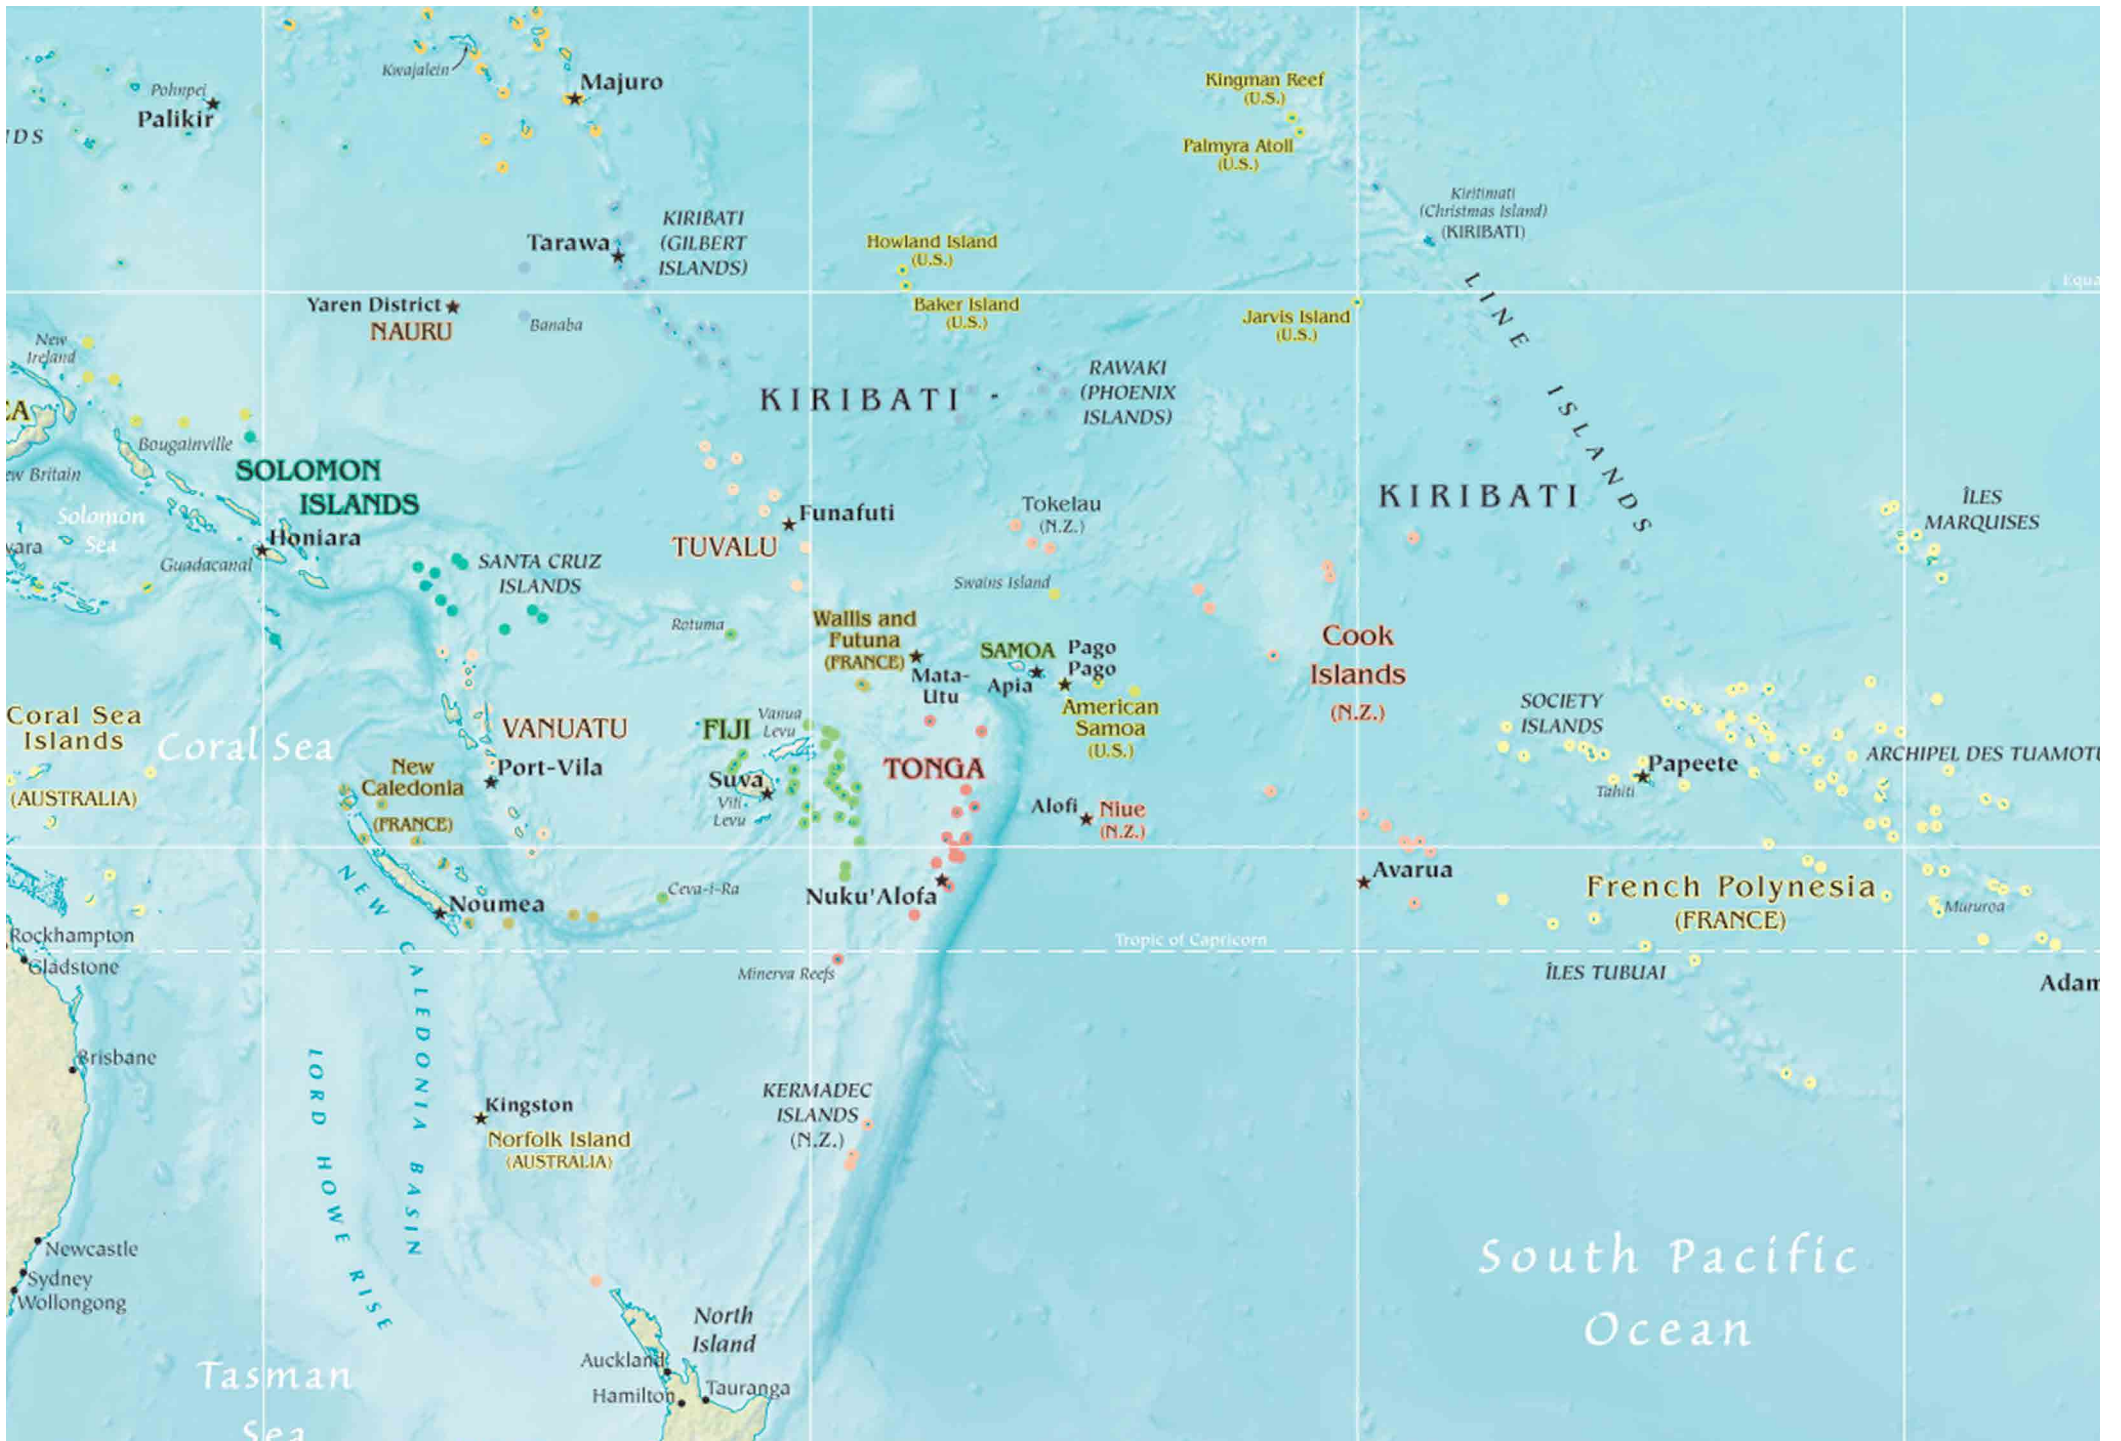 Kwajalein
Majuro
Pohnpei
Palikir
Kingman Reef
(U.S.)
Palmyra Atoll
(U.S.)
Kiritimati
(Christmas Island)
(KIRIBATI)
KIRIBATI
(GILBERT
ISLANDS)
Tarawa
Howland Island
(U.S.)
Baker Island
(U.S.)
Jarvis Island
(U.S.)
LINE ISLANDS
Yaren District
NAURU
Banaba
New
Ireland
KIRIBATI
RAWAKI
(PHOENIX
ISLANDS)
Bougainville
SOLOMON
ISLANDS
Solomon
Sea
Honiara
Guadacanal
SANTA CRUZ
ISLANDS
Funafuti
TUVALU
Tokelau
(N.Z.)
Swains Island
KIRIBATI
ÎLES
MARQUISES
Rotuma
Wallis and
Futuna
(FRANCE)
Mata-
Utu
SAMOA
Apia
Pago
Pago
American
Samoa
(U.S.)
Cook
Islands
(N.Z.)
SOCIETY
ISLANDS
Papeete
Tahiti
ARCHIPEL DES TUAMOTU
Coral Sea
Islands
(AUSTRALIA)
Coral Sea
VANUATU
Port-Vila
New
Caledonia
(FRANCE)
FIJI
Vanua
Levu
Suva
Viti
Levu
TONGA
Alofi
Niue
(N.Z.)
Noumea
Ceva-i-Ra
Nuku'Alofa
Avarua
French Polynesia
(FRANCE)
Mururoa
Rockhampton
Gladstone
Tropic of Capricorn
Minerva Reefs
ÎLES TUBUAI
Adam
NEW CALEDONIA BASIN
LORD HOWE RISE
Brisbane
Kingston
Norfolk Island
(AUSTRALIA)
KERMADEC
ISLANDS
(N.Z.)
Newcastle
Sydney
Wollongong
South Pacific
Ocean
North
Island
Auckland
Hamilton
Tauranga
Tasman
Sea